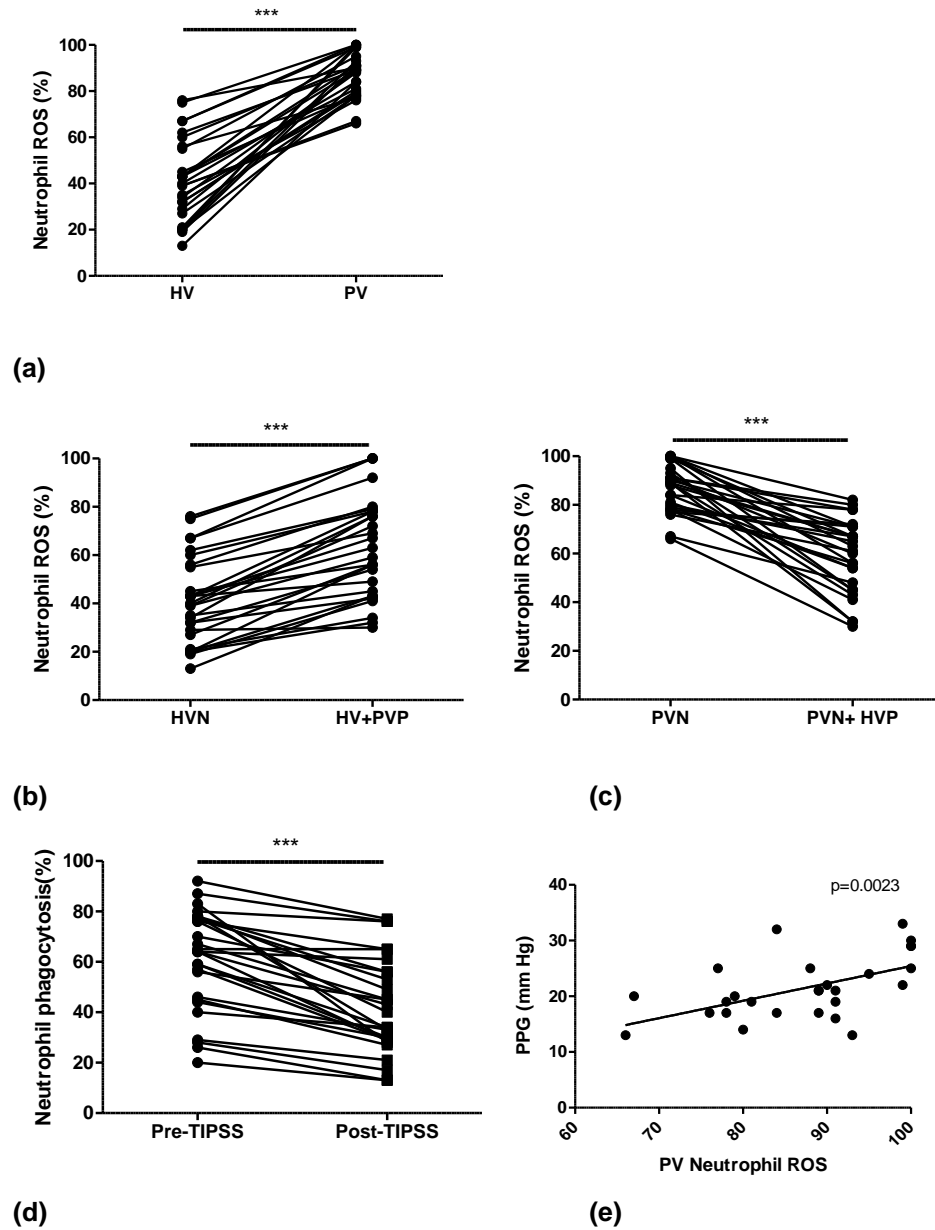 ***
Neutrophil ROS (%)
100
80
60
40
20
0
HV PV
(a)
***
Neutrophil ROS (%)
100
80
60
40
20
0
HVN HV+PVP
(b)
***
Neutrophil ROS (%)
100
80
60
40
20
0
PVN PVN+ HVP
(c)
***
Neutrophil phagocytosis(%)
100
80
60
40
20
0
Pre-TIPSS Post-TIPSS
(d)
p=0.0023
PPG (mm Hg)
40
30
20
10
0
60 70 80 90 100
PV Neutrophil ROS
(e)